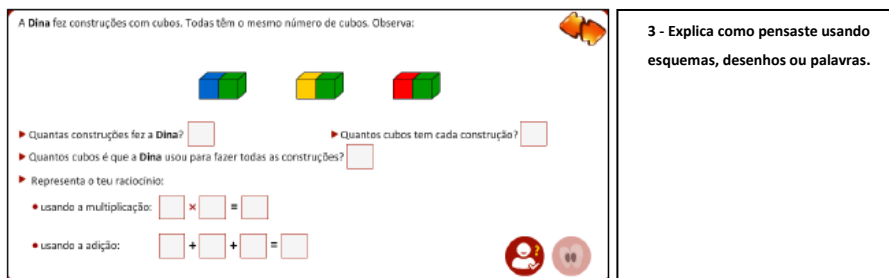 A Dina fez construções com cubos. Todas têm o mesmo número de cubos. Observa:
Quantas construções fez a Dina?
Quantos cubos tem cada construção?
Quantos cubos é que a Dina usou para fazer todas as construções?
Representa o teu raciocínio:
usando a multiplicação: × =
usando a adição: + + =
?
3 - Explica como pensaste usando
esquemas, desenhos ou palavras.